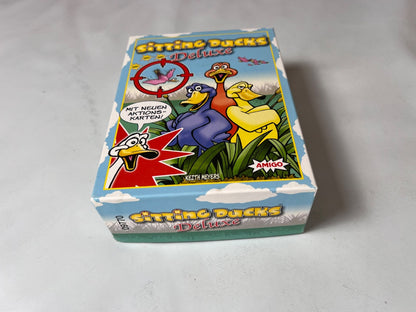 SITTING DUCKS
Deluxe
MIT NEUEN
AKTIONS-
KARTEN!
AMIGO
KEITH MEYERS
SITTING DUCKS
Deluxe